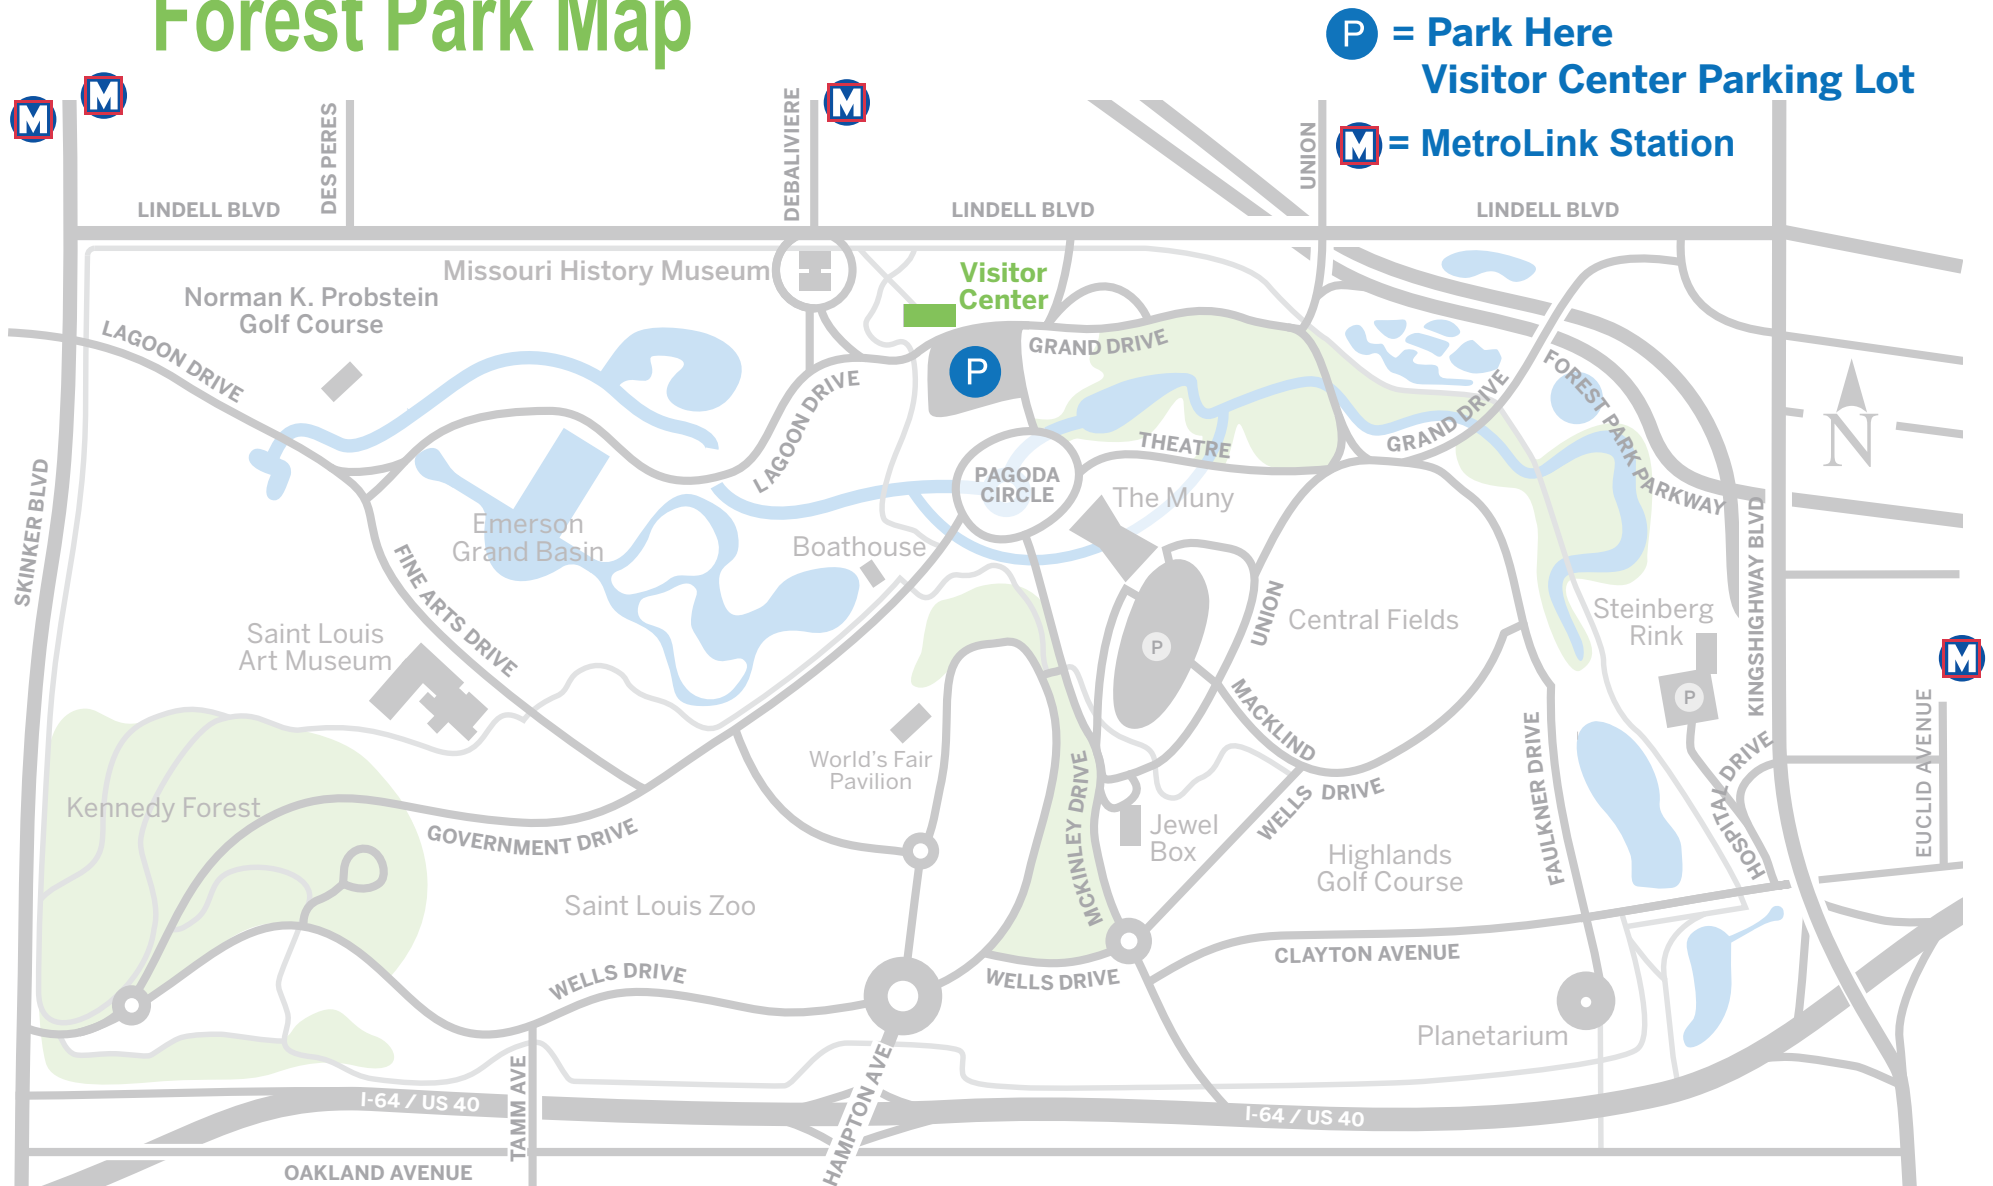 Forest Park Map
P = Park Here
Visitor Center Parking Lot
M = MetroLink Station
M
M
M
DES PERES
DEBALIVIERE
UNION
LINDELL BLVD
LINDELL BLVD
LINDELL BLVD
Missouri History Museum
Visitor
Center
Norman K. Probstein
Golf Course
LAGOON DRIVE
GRAND DRIVE
P
LAGOON DRIVE
FOREST PARK PARKWAY
GRAND DRIVE
N
THEATRE
PAGODA
CIRCLE
The Muny
SKINKER BLVD
Emerson
Grand Basin
Boathouse
KINGSHIGHWAY BLVD
FINE ARTS DRIVE
UNION
Central Fields
Steinberg
Rink
Saint Louis
Art Museum
P
M
P
MACKLIND
EUCLID AVENUE
World's Fair
Pavilion
MCKINLEY DRIVE
WELLS DRIVE
FAULKNER DRIVE
HOSPITAL DRIVE
Kennedy Forest
GOVERNMENT DRIVE
Jewel
Box
Highlands
Golf Course
Saint Louis Zoo
WELLS DRIVE
WELLS DRIVE
CLAYTON AVENUE
Planetarium
TAMM AVE
HAMPTON AVE
I-64 / US 40
I-64 / US 40
OAKLAND AVENUE